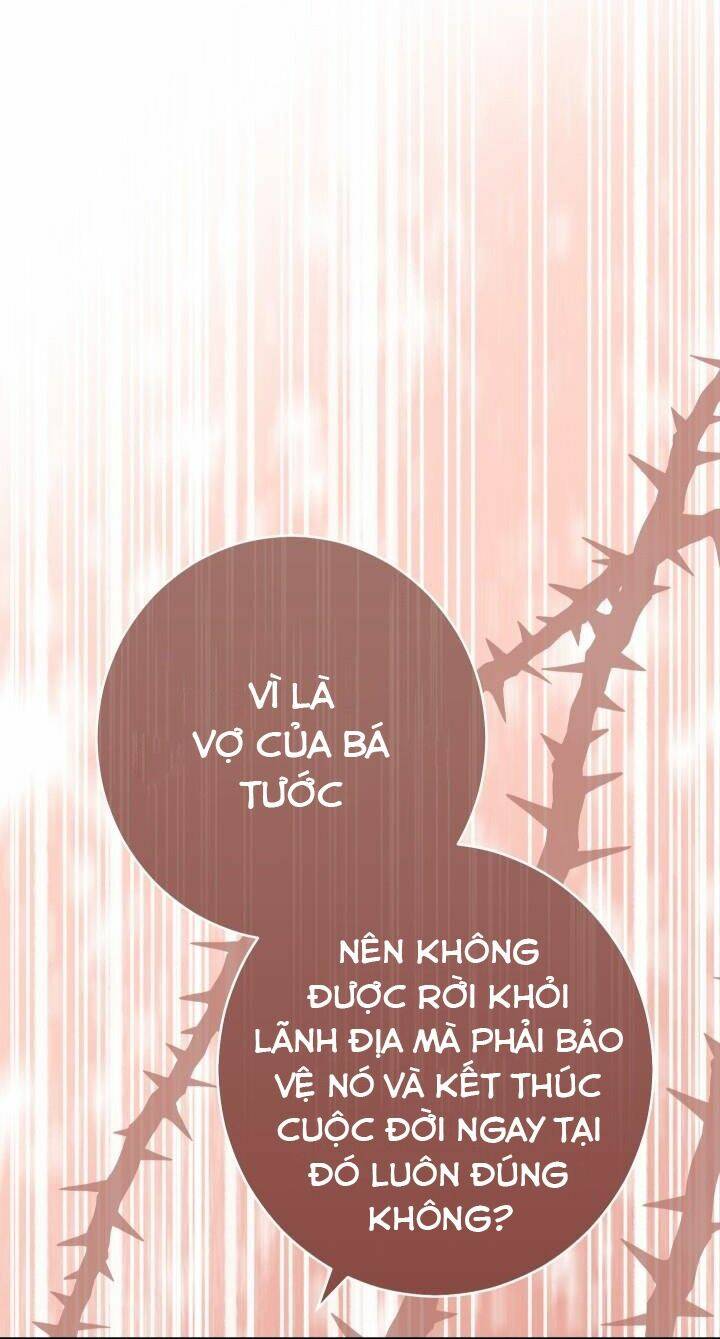 VÌ LÀ
VỢ CỦA BÁ
TƯỚC
NÊN KHÔNG
ĐƯỢC RỜI KHỎI
LÃNH ĐỊA MÀ PHẢI BẢO
VỆ NÓ VÀ KẾT THÚC
CUỘC ĐỜI NGAY TẠI
ĐÓ LUÔN ĐÚNG
KHÔNG?